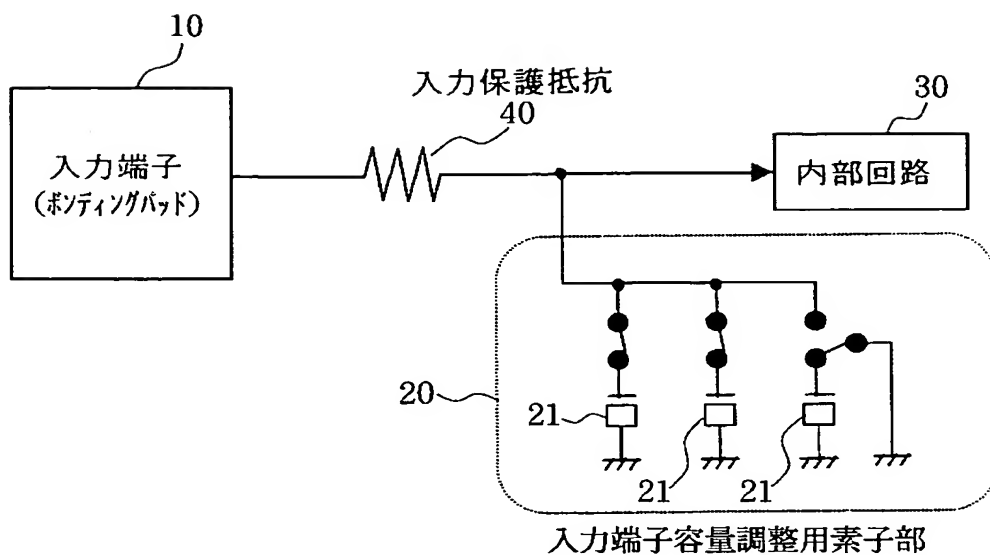 10
入力保護抵抗
40
30
入力端子
(ボンディングパッド)
内部回路
20
21
21
21
入力端子容量調整用素子部